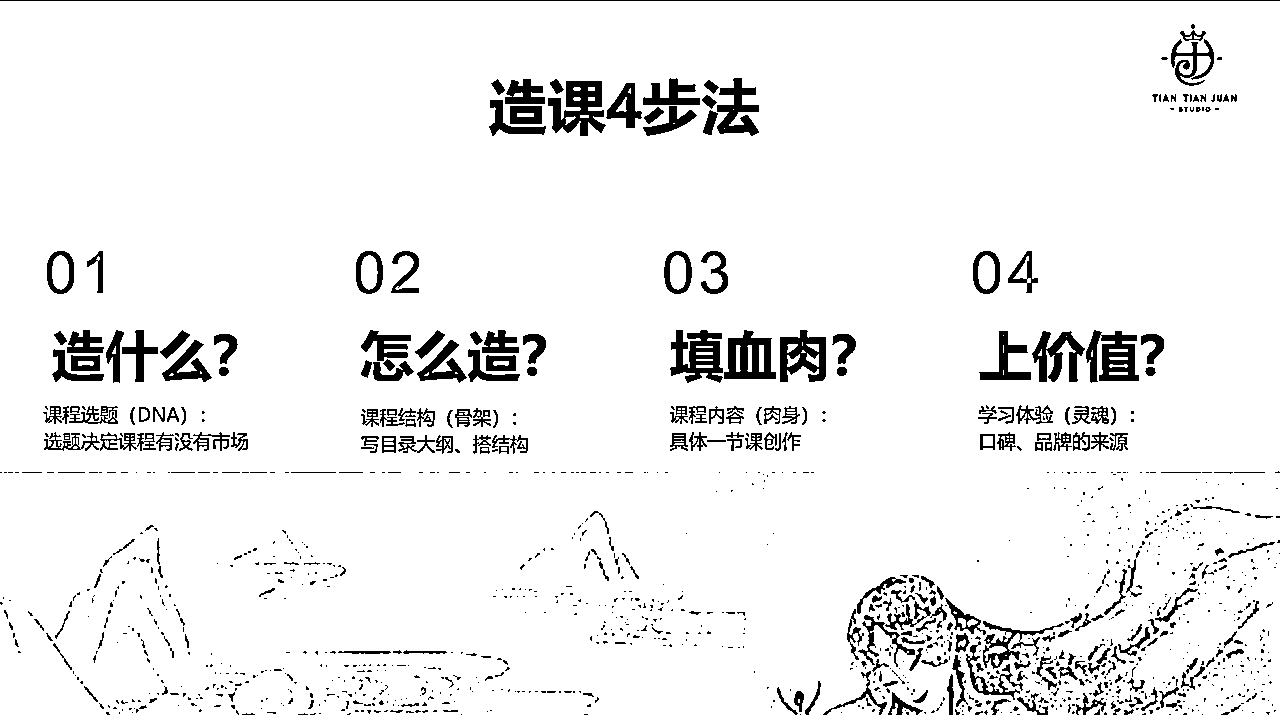 造课4步法
TIAN TIAN JUAN
- STUDIO -
01
造什么?
课程选题（DNA）:
选题决定课程有没有市场
02
怎么造?
课程结构（骨架）:
写目录大纲、搭结构
03
填血肉?
课程内容（肉身）:
具体一节课创作
04
上价值?
学习体验（灵魂）:
口碑、品牌的来源